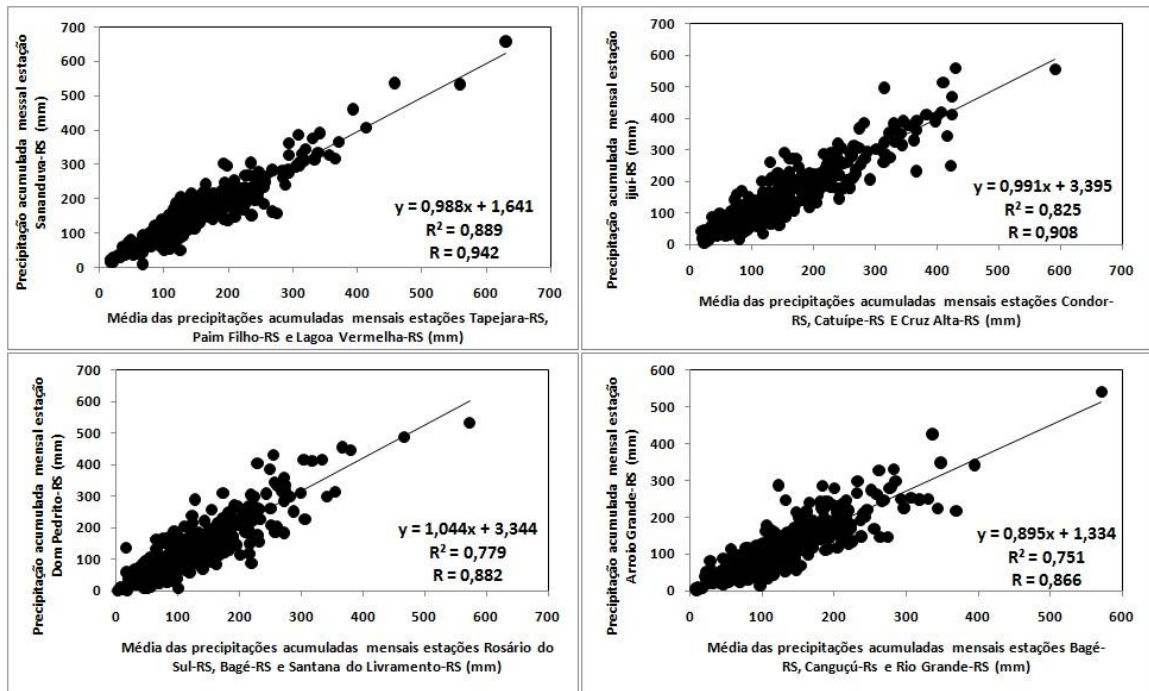 Precipitação acumulada messal estação
Sananduva-RS (mm)
700
600
500
400
300
200
100
0
y = 0,988x + 1,641
R² = 0,889
R = 0,942
0 100 200 300 400 500 600 700
Média das precipitações acumuladas mensais estações Tapejara-RS,
Paim Filho-RS e Lagoa Vermelha-RS (mm)
Precipitação acumulada mensal estação
ijuí-RS (mm)
700
600
500
400
300
200
100
0
y = 0,991x + 3,395
R² = 0,825
R = 0,908
0 100 200 300 400 500 600 700
Média das precipitações acumuladas mensais estações Condor-
RS, Catuípe-RS E Cruz Alta-RS (mm)
Precipitação acumulada mensal estação
Dom Pedrito-RS (mm)
700
600
500
400
300
200
100
0
y = 1,044x + 3,344
R² = 0,779
R = 0,882
0 100 200 300 400 500 600 700
Média das precipitações acumuladas mensais estações Rosário do
Sul-RS, Bagé-RS e Santana do Livramento-RS (mm)
Precipitação acumulada mensal estação
Arroio Grande-RS (mm)
600
500
400
300
200
100
0
y = 0,895x + 1,334
R² = 0,751
R = 0,866
0 100 200 300 400 500 600
Média das precipitações acumuladas mensais estações Bagé-
RS, Canguçú-Rs e Rio Grande-RS (mm)